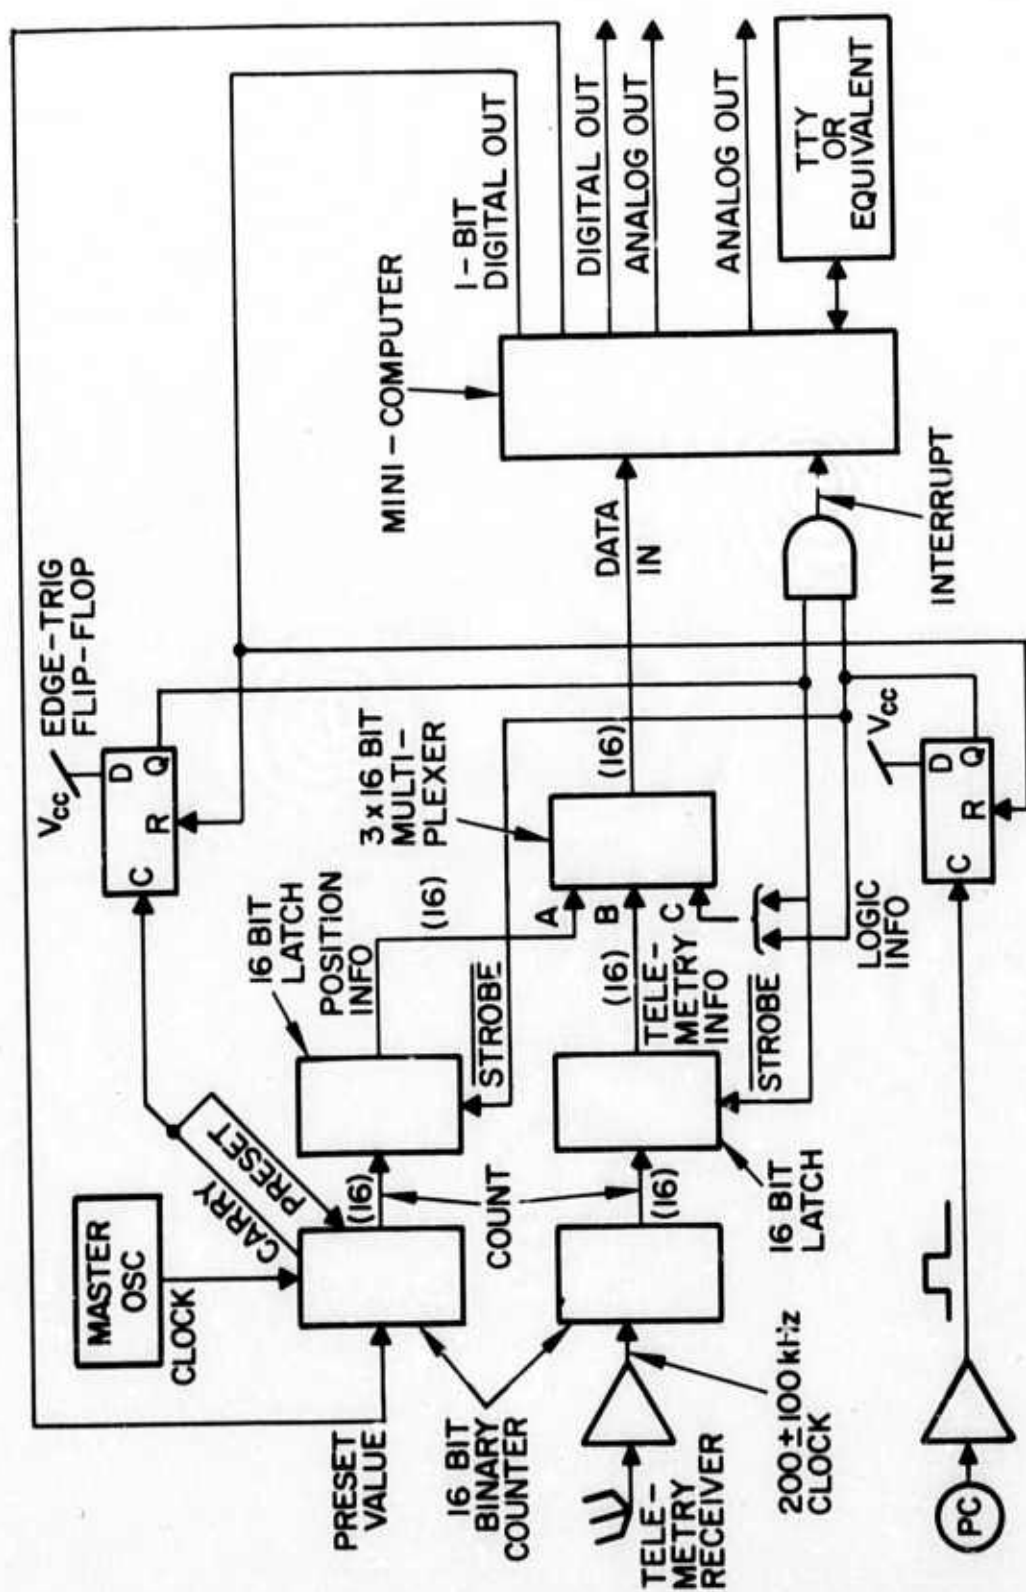 MASTER
OSC
CLOCK
CARRY
PRESET
PRESET
VALUE
16 BIT
BINARY
COUNTER
(16)
COUNT
(16)
TELE-
METRY
RECEIVER
200±100 kHz
CLOCK
PC
VCC
EDGE-TRIG
FLIP-FLOP
D
C
Q
R
16 BIT
LATCH
POSITION
INFO
(16)
STROBE
16 BIT
LATCH
(16)
TELE-
METRY
INFO
STROBE
3 x 16 BIT
MULTI-
PLEXER
A
B
C
(16)
LOGIC
INFO
VCC
D
C
Q
R
DATA
IN
INTERRUPT
MINI-COMPUTER
1-BIT
DIGITAL OUT
DIGITAL OUT
ANALOG OUT
ANALOG OUT
TTY
OR
EQUIVALENT